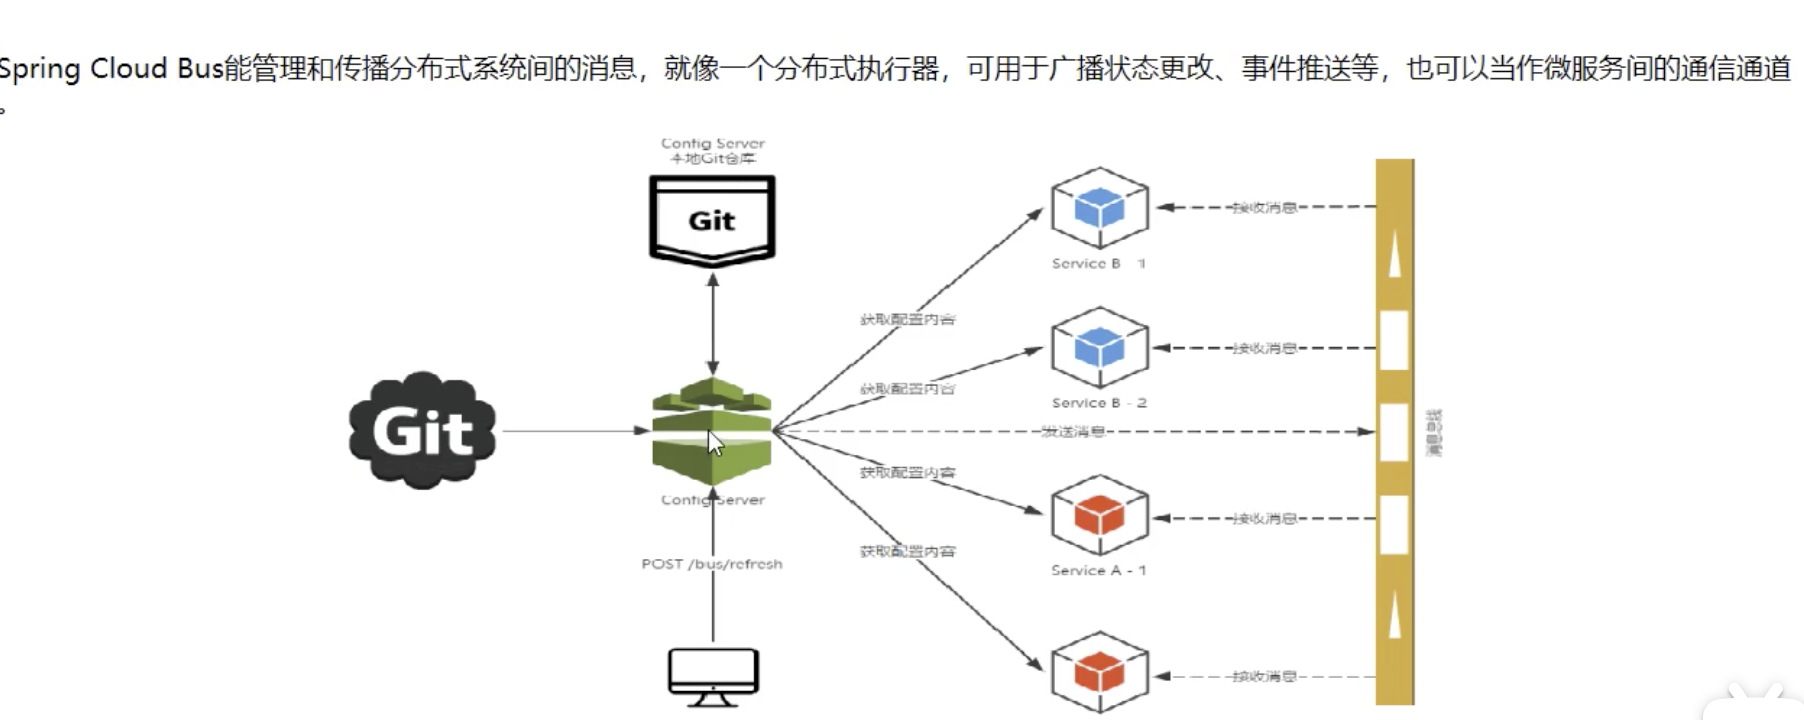 Spring Cloud Bus能管理和传播分布式系统间的消息，就像一个分布式执行器，可用于广播状态更改、事件推送等，也可以当作微服务间的通信通道
。
Config Server
本地Git仓库
Git
接收消息
Service B - 1
获取配置内容
接收消息
获取配置内容
Service B - 2
Git
发送消息
消息总线
获取配置内容
Config Server
接收消息
获取配置内容
POST /bus/refresh
Service A - 1
接收消息